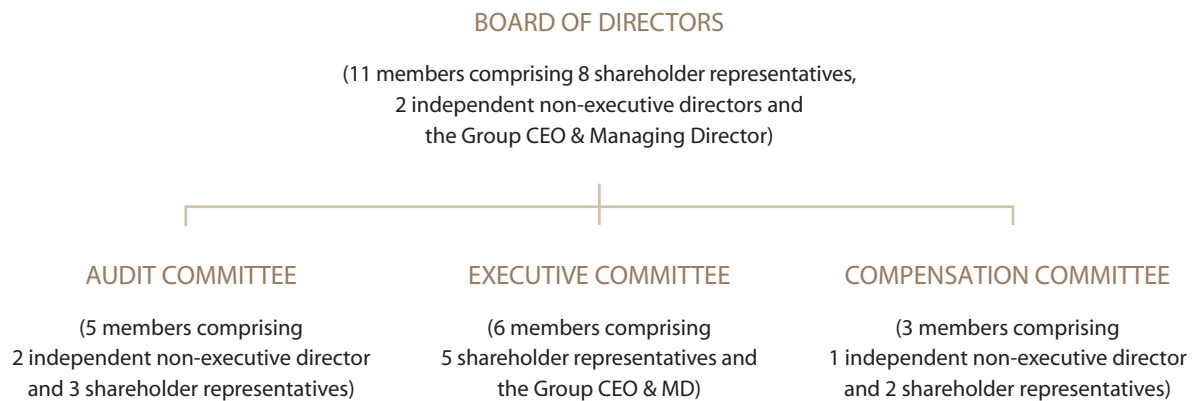 BOARD OF DIRECTORS
(11 members comprising 8 shareholder representatives,
2 independent non-executive directors and
the Group CEO & Managing Director)
AUDIT COMMITTEE
(5 members comprising
2 independent non-executive director
and 3 shareholder representatives)
EXECUTIVE COMMITTEE
(6 members comprising
5 shareholder representatives and
the Group CEO & MD)
COMPENSATION COMMITTEE
(3 members comprising
1 independent non-executive director
and 2 shareholder representatives)